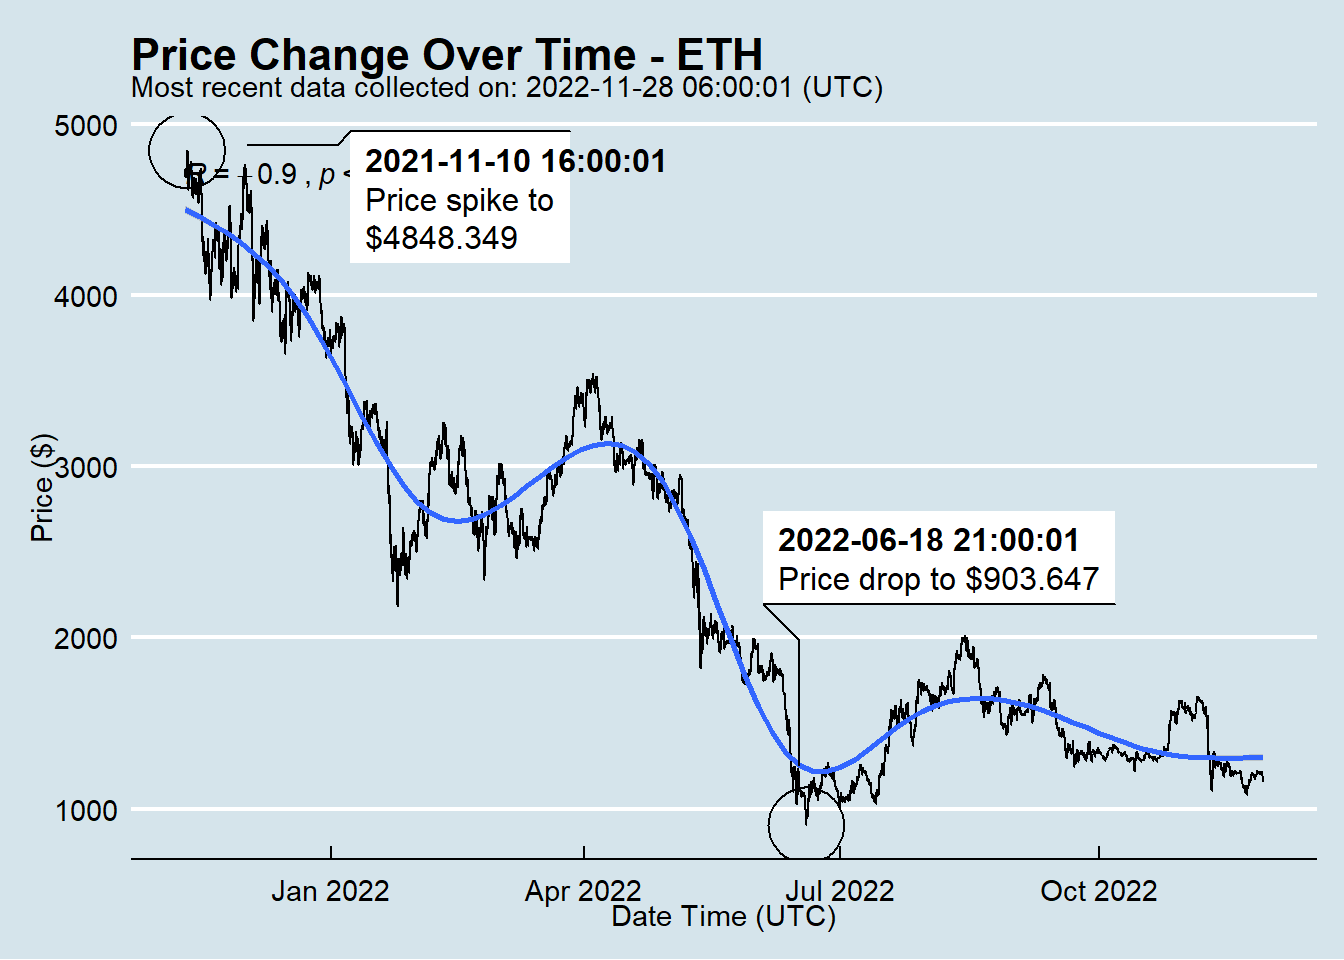 Price Change Over Time - ETH
Most recent data collected on: 2022-11-28 06:00:01 (UTC)
5000
4000
3000
2000
1000
Price ($)
R = −0.9 , p <
2021-11-10 16:00:01
Price spike to
$4848.349
2022-06-18 21:00:01
Price drop to $903.647
Jan 2022
Apr 2022
Jul 2022
Oct 2022
Date Time (UTC)